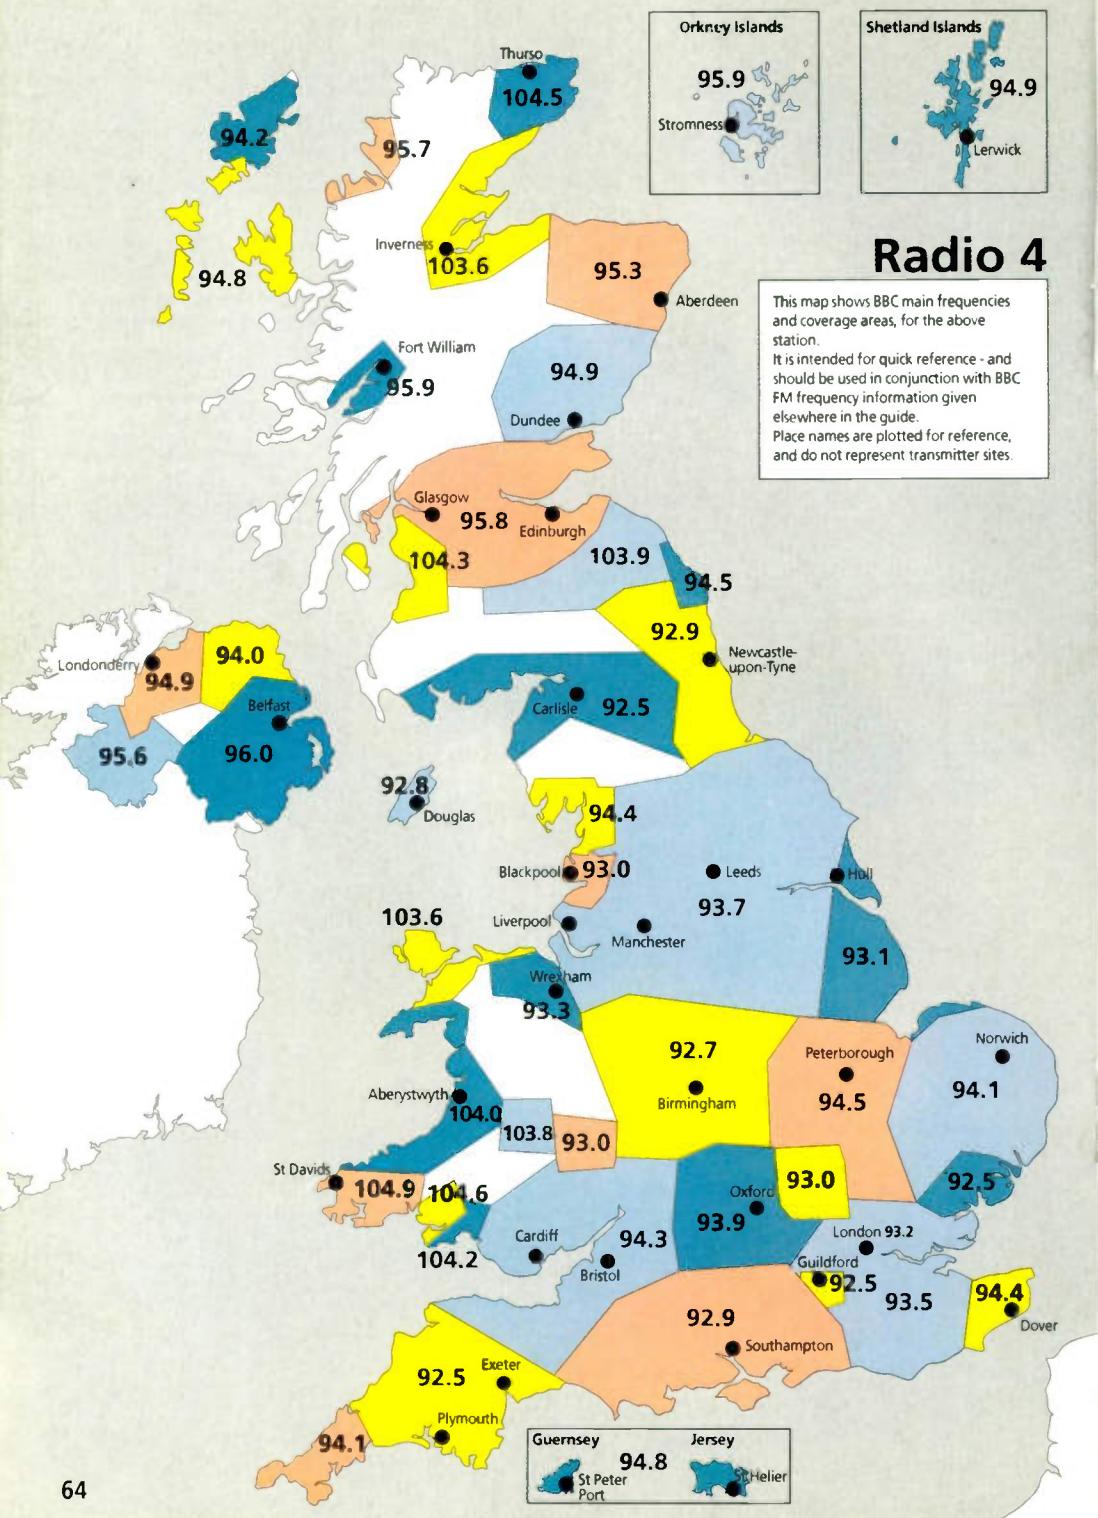 Orkney Islands
95.9
Stromness
Shetland Islands
94.9
Lerwick
Thurso
104.5
94.2
95.7
Inverness
103.6
94.8
95.3
Aberdeen
Radio 4
This map shows BBC main frequencies
and coverage areas, for the above
station.
It is intended for quick reference - and
should be used in conjunction with BBC
FM frequency information given
elsewhere in the guide.
Place names are plotted for reference,
and do not represent transmitter sites.
Fort William
95.9
94.9
Dundee
Glasgow
95.8
Edinburgh
104.3
103.9
94.5
92.9
Newcastle-
upon-Tyne
Londonderry
94.9
94.0
Belfast
95.6
96.0
Carlisle
92.5
92.8
Douglas
94.4
Blackpool
93.0
Leeds
Hull
93.7
Liverpool
Manchester
103.6
93.1
Wrexham
93.3
92.7
Birmingham
Peterborough
94.5
Norwich
94.1
Aberystwyth
104.0
103.8
93.0
St Davids
104.9
104.6
104.2
Cardiff
94.3
Bristol
Oxford
93.9
93.0
92.5
London 93.2
Guildford
92.5
93.5
94.4
Dover
92.9
Southampton
92.5
Exeter
Plymouth
94.1
Guernsey
94.8
Jersey
St Peter
Port
St Helier
64